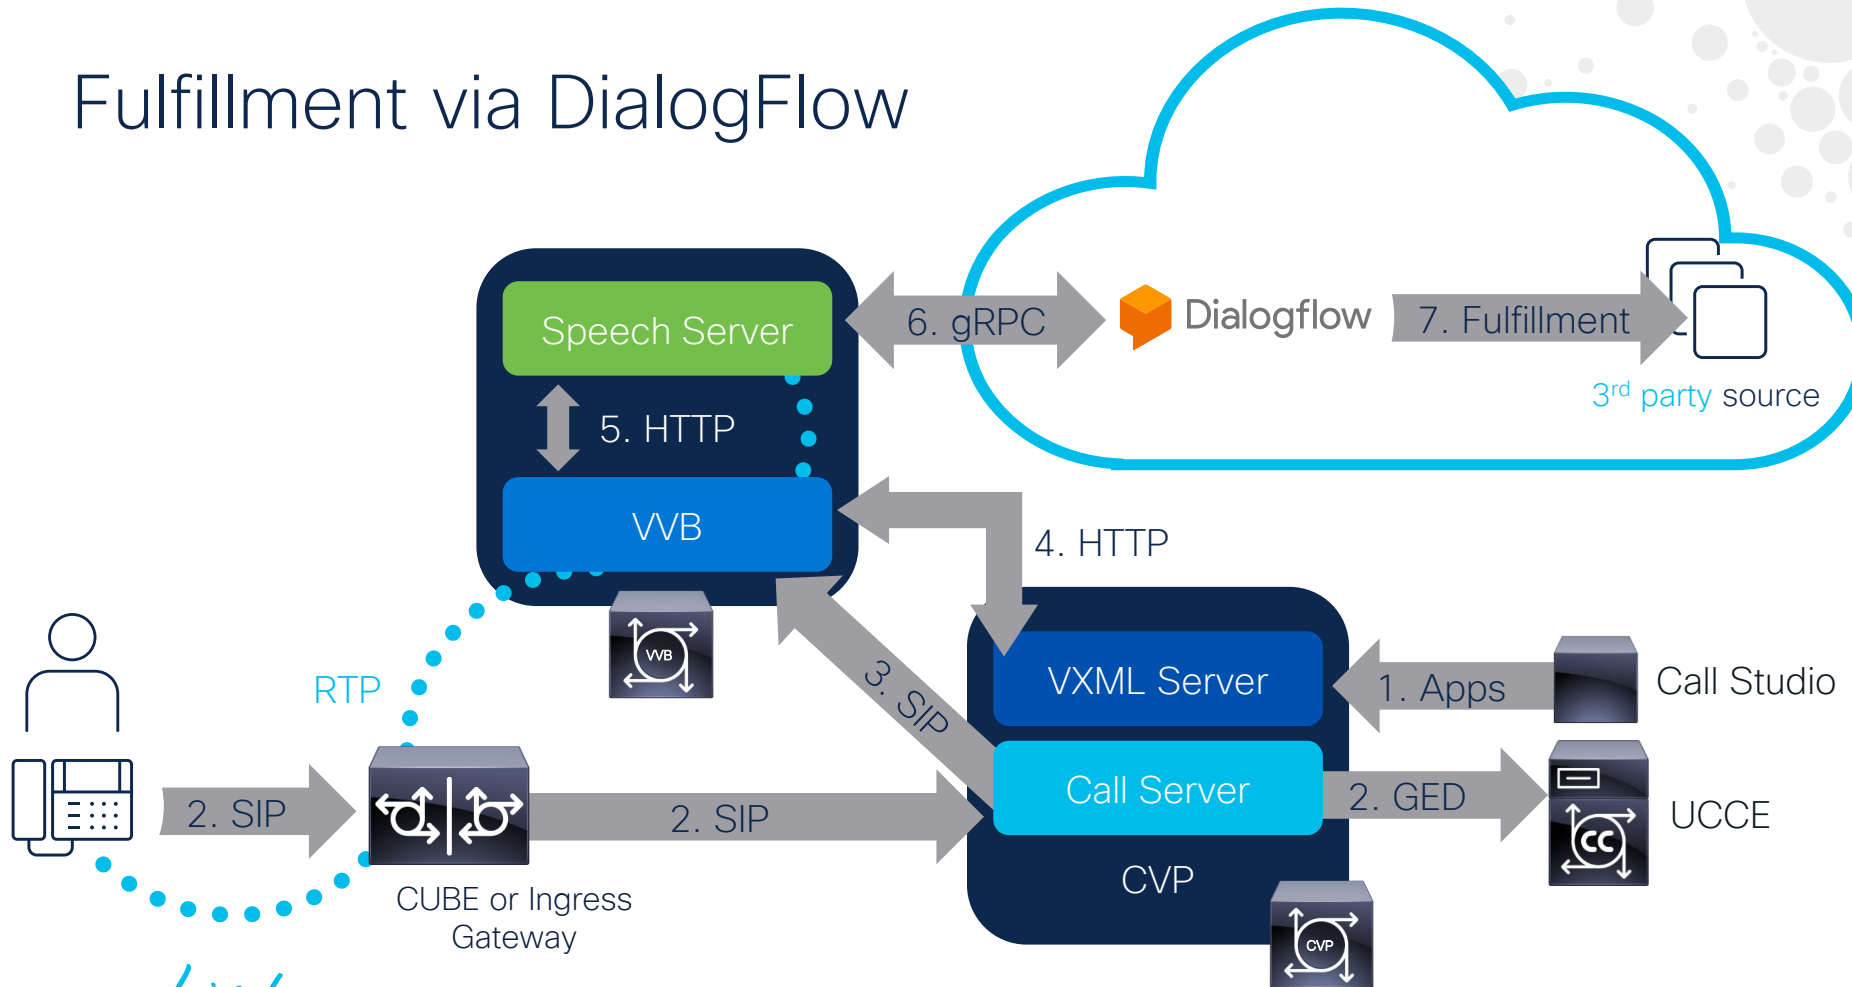 Fulfillment via DialogFlow
Speech Server
6. gRPC
Dialogflow
7. Fulfillment
3rd party source
5. HTTP
VVB
4. HTTP
VVB
RTP
3. SIP
VXML Server
1. Apps
Call Studio
2. SIP
2. SIP
Call Server
2. GED
UCCE
CC
CVP
CUBE or Ingress
Gateway
CVP